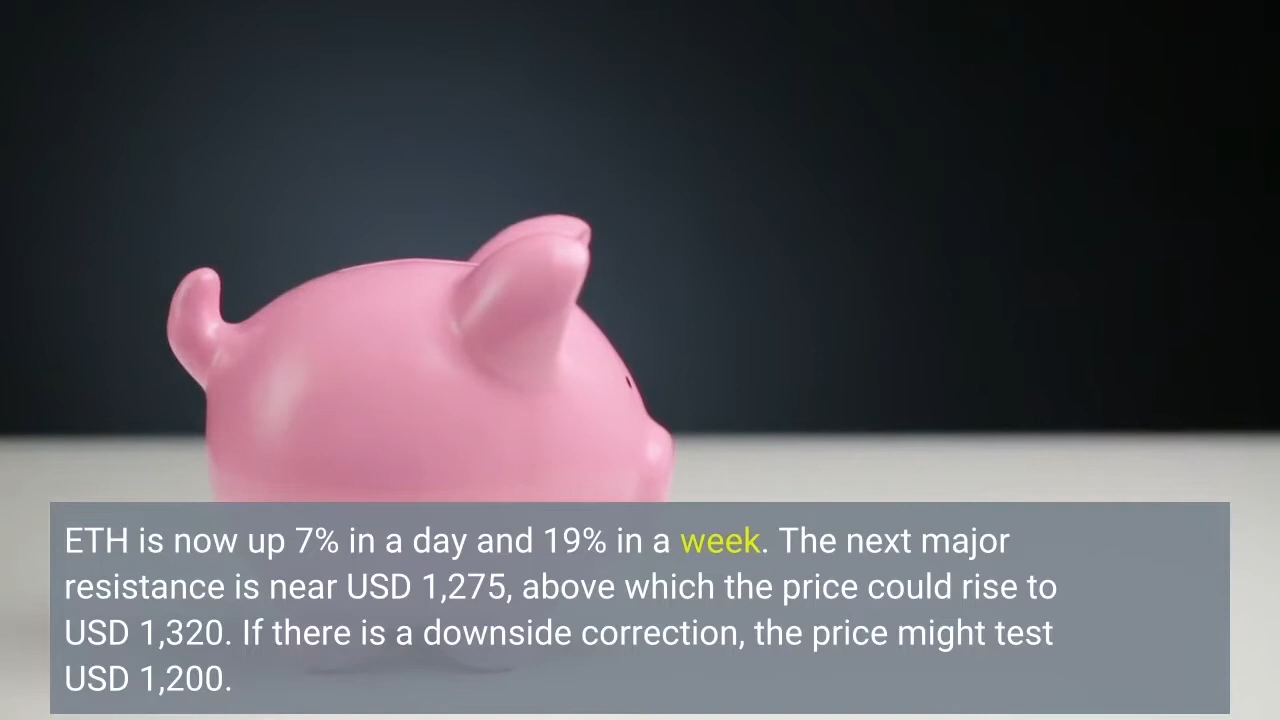 ETH is now up 7% in a day and 19% in a week. The next major
resistance is near USD 1,275, above which the price could rise to
USD 1,320. If there is a downside correction, the price might test
USD 1,200.